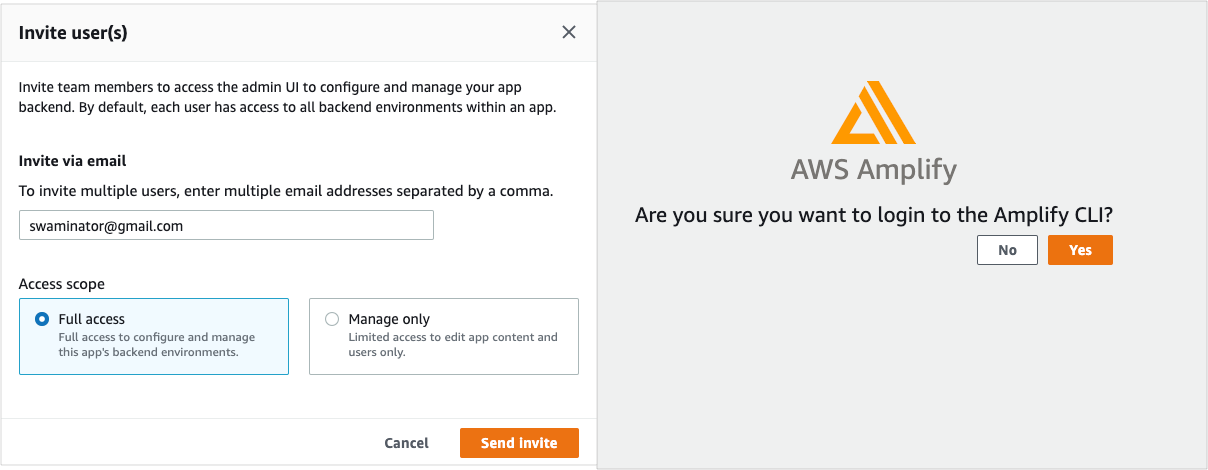 Invite user(s)
Invite team members to access the admin UI to configure and manage your app
backend. By default, each user has access to all backend environments within an app.
Invite via email
To invite multiple users, enter multiple email addresses separated by a comma.
swaminator@gmail.com
Access scope
Full access
Full access to configure and manage
this app's backend environments.
Manage only
Limited access to edit app content and
users only.
Cancel
Send invite
AWS Amplify
Are you sure you want to login to the Amplify CLI?
No
Yes